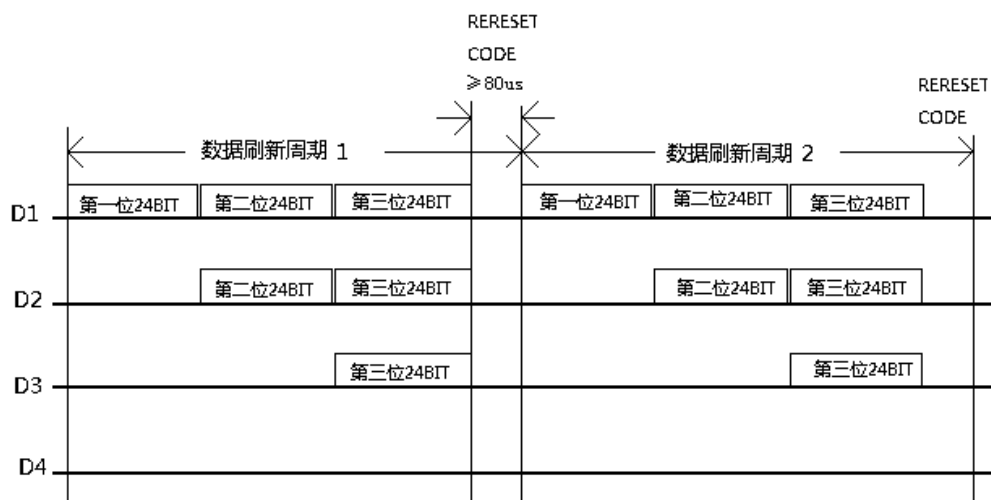 RERESET
CODE
≥80us
RERESET
CODE
数据刷新周期 1
数据刷新周期 2
D1
第一位24BIT
第二位24BIT
第三位24BIT
第一位24BIT
第二位24BIT
第三位24BIT
D2
第二位24BIT
第三位24BIT
第二位24BIT
第三位24BIT
D3
第三位24BIT
第三位24BIT
D4